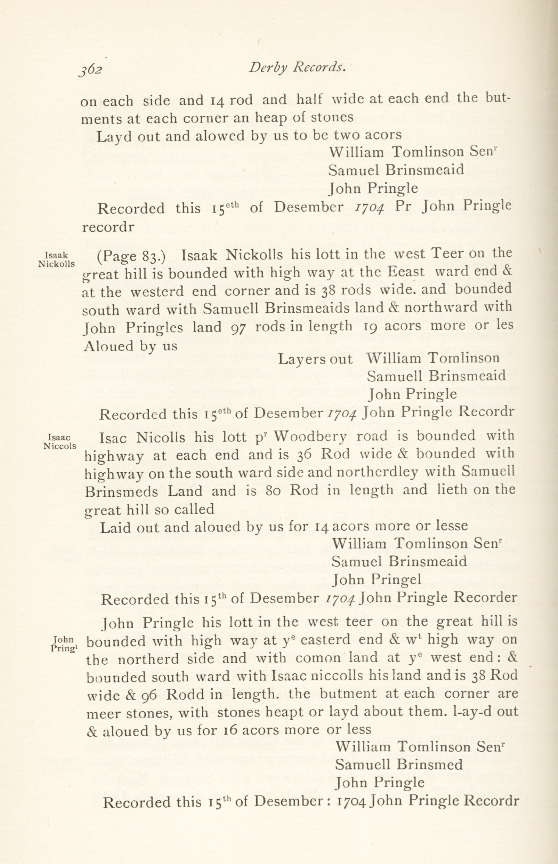 362 Derby Records.
on each side and 14 rod and half wide at each end the but-
ments at each corner an heap of stones
Layd out and alowed by us to be two acors
William Tomlinson Senʳ
Samuel Brinsmeaid
John Pringle
Recorded this 15ᵉᵗʰ of Desember 1704 Pr John Pringle
recordr
Isaak
Nickolls
(Page 83.) Isaak Nickolls his lott in the west Teer on the
great hill is bounded with high way at the Eeast ward end &
at the westerd end corner and is 38 rods wide. and bounded
south ward with Samuell Brinsmeaids land & northward with
John Pringles land 97 rods in length 19 acors more or les
Aloued by us
Layers out William Tomlinson
Samuell Brinsmeaid
John Pringle
Recorded this 15ᵉᵗʰ of Desember 1704 John Pringle Recordr
Isaac
Niccols
Isac Nicolls his lott pʳ Woodbery road is bounded with
highway at each end and is 36 Rod wide & bounded with
highway on the south ward side and northerdley with Samuell
Brinsmeds Land and is 80 Rod in length and lieth on the
great hill so called
Laid out and aloued by us for 14 acors more or lesse
William Tomlinson Senʳ
Samuel Brinsmeaid
John Pringel
Recorded this 15ᵗʰ of Desember 1704 John Pringle Recorder
John
Pringˡ
John Pringle his lott in the west teer on the great hill is
bounded with high way at yᵉ easterd end & wᵗ high way on
the northerd side and with comon land at yᵉ west end: &
bounded south ward with Isaac niccolls his land and is 38 Rod
wide & 96 Rodd in length. the butment at each corner are
meer stones, with stones heapt or layd about them. l-ay-d out
& aloued by us for 16 acors more or less
William Tomlinson Senʳ
Samuell Brinsmed
John Pringle
Recorded this 15ᵗʰ of Desember: 1704 John Pringle Recordr